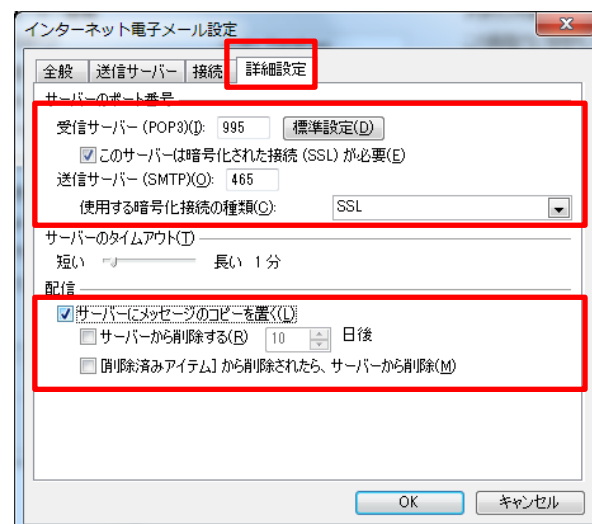 インターネット電子メール設定
全般 送信サーバー 接続 詳細設定
サーバーのポート番号
受信サーバー (POP3)(I): 995 標準設定(D)
このサーバーは暗号化された接続 (SSL) が必要(E)
送信サーバー (SMTP)(O): 465
使用する暗号化接続の種類(C): SSL
サーバーのタイムアウト(T)
短い 長い 1 分
配信
サーバーにメッセージのコピーを置く(L)
サーバーから削除する(R) 10 日後
[削除済みアイテム] から削除されたら、サーバーから削除(M)
OK キャンセル